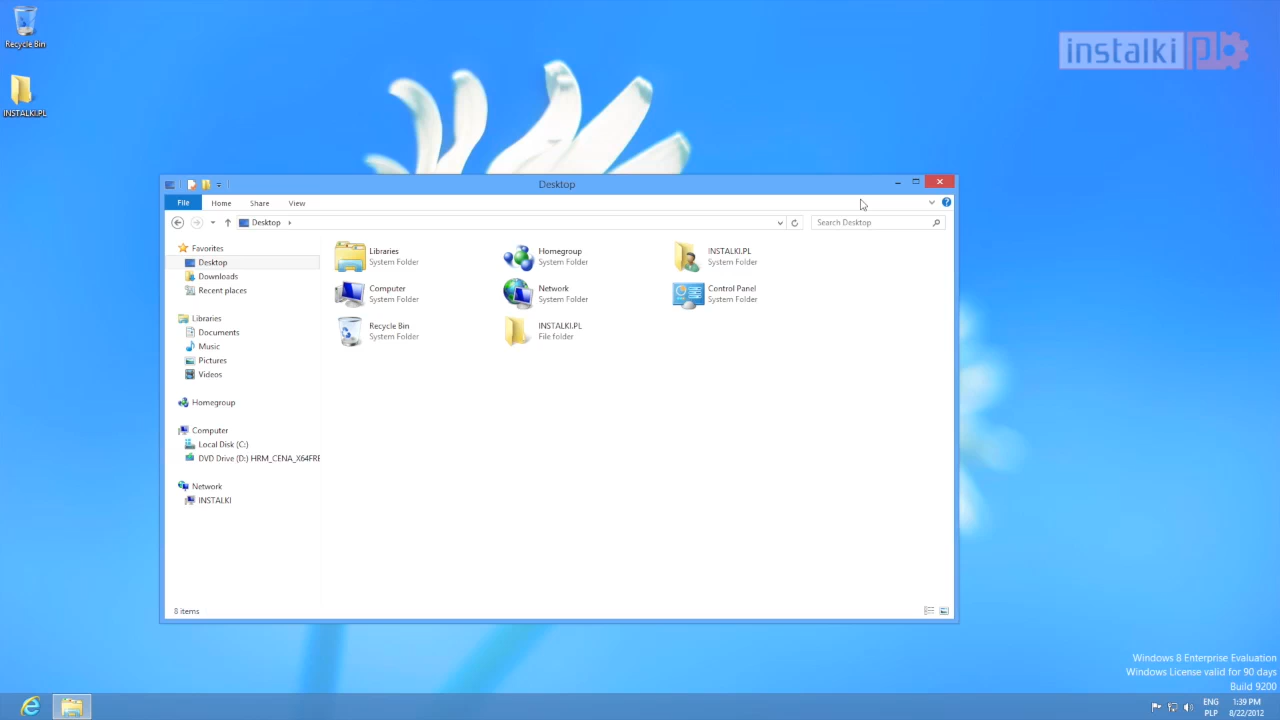 Recycle Bin
INSTALKI.PL
instalki pl
Desktop
File Home Share View
Desktop
Search Desktop
Favorites
Desktop
Downloads
Recent places
Libraries
Documents
Music
Pictures
Videos
Homegroup
Computer
Local Disk (C:)
DVD Drive (D:) HRM_CENA_X64FRE
Network
INSTALKI
Libraries
System Folder
Homegroup
System Folder
INSTALKI.PL
System Folder
Computer
System Folder
Network
System Folder
Control Panel
System Folder
Recycle Bin
System Folder
INSTALKI.PL
File folder
8 items
Windows 8 Enterprise Evaluation
Windows License valid for 90 days
Build 9200
ENG
PLP
1:39 PM
8/22/2012